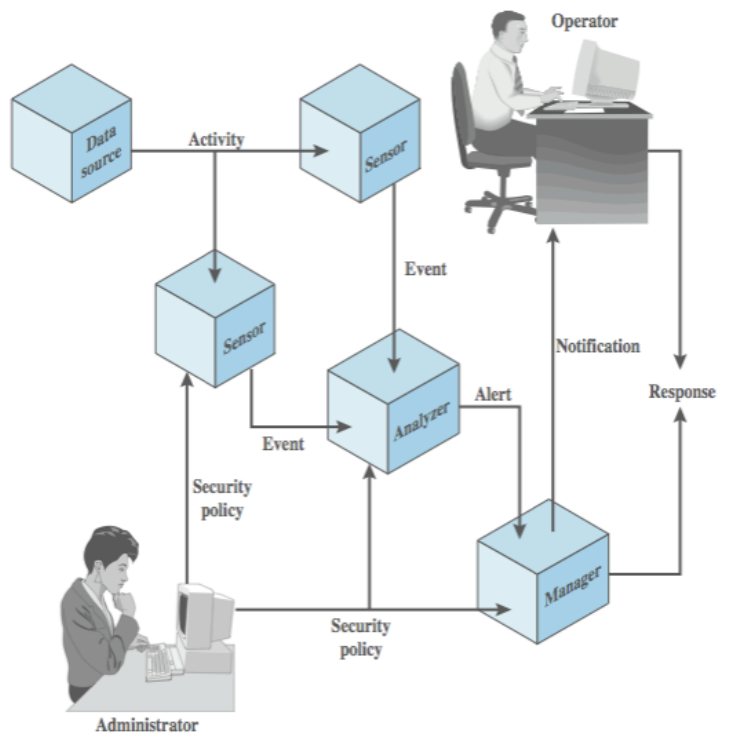 Operator
Data
source
Activity
Sensor
Event
Sensor
Notification
Response
Analyzer
Alert
Event
Security
policy
Manager
Security
policy
Administrator